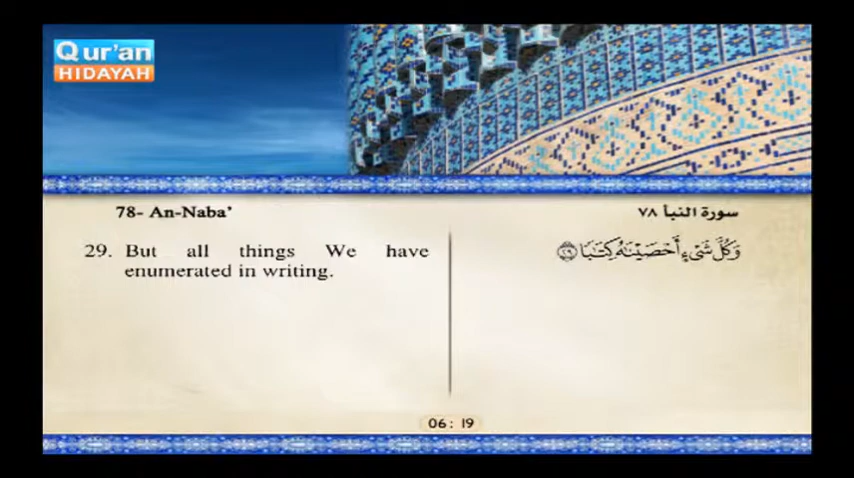 Qur'an
HIDAYAH
78- An-Naba'
سورة النبأ ٧٨
29. But all things We have
enumerated in writing.
وَكُلَّ شَىْءٍ أَحْصَيْنَـٰهُ كِتَـٰبًا ٢٩
06: 19